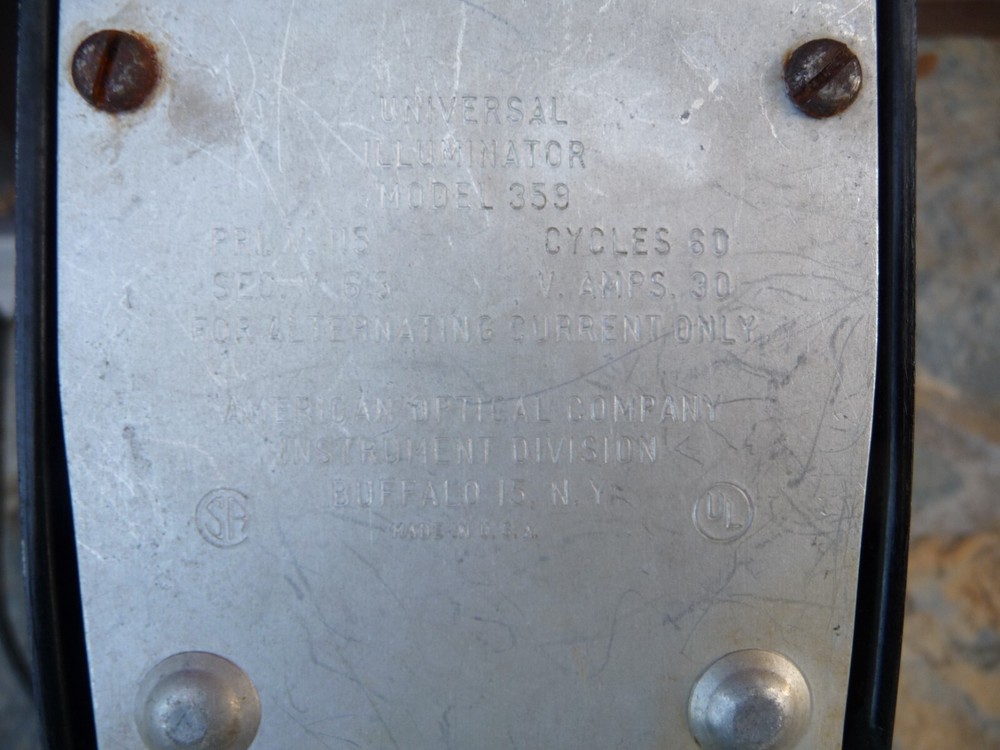 UNIVERSAL
ILLUMINATOR
MODEL 359
PRI. V. 115 CYCLES 60
SEC. V. 6.5 V. AMPS. 30
FOR ALTERNATING CURRENT ONLY
AMERICAN OPTICAL COMPANY
INSTRUMENT DIVISION
BUFFALO 15, N.Y.
MADE IN U.S.A.
UL